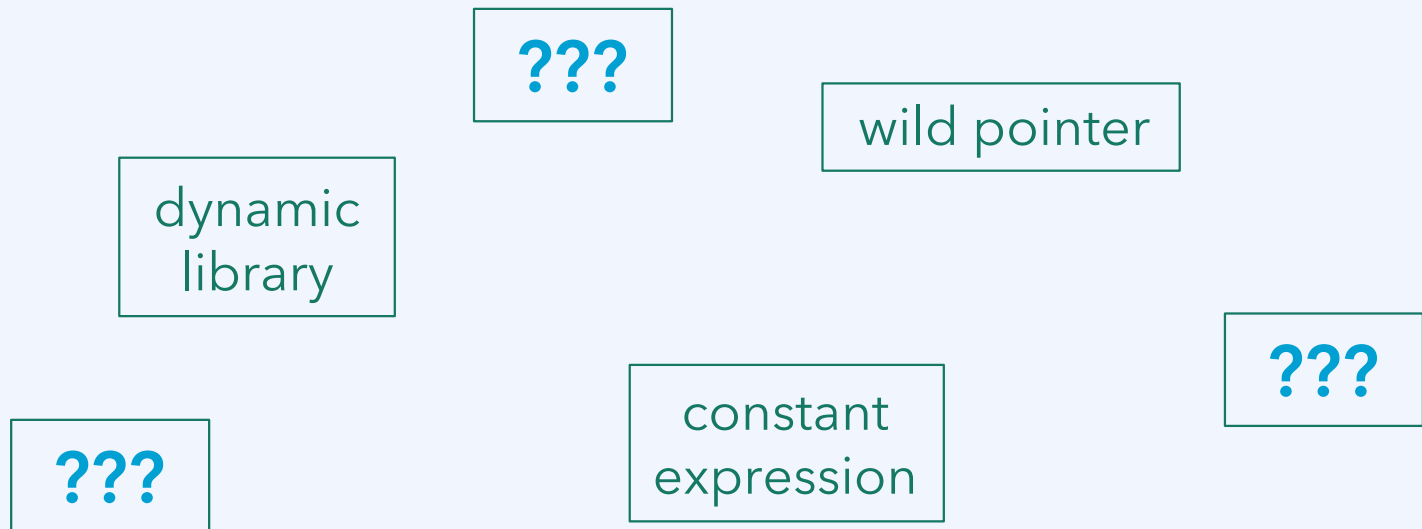 ???
wild pointer
dynamic
library
???
constant
expression
???